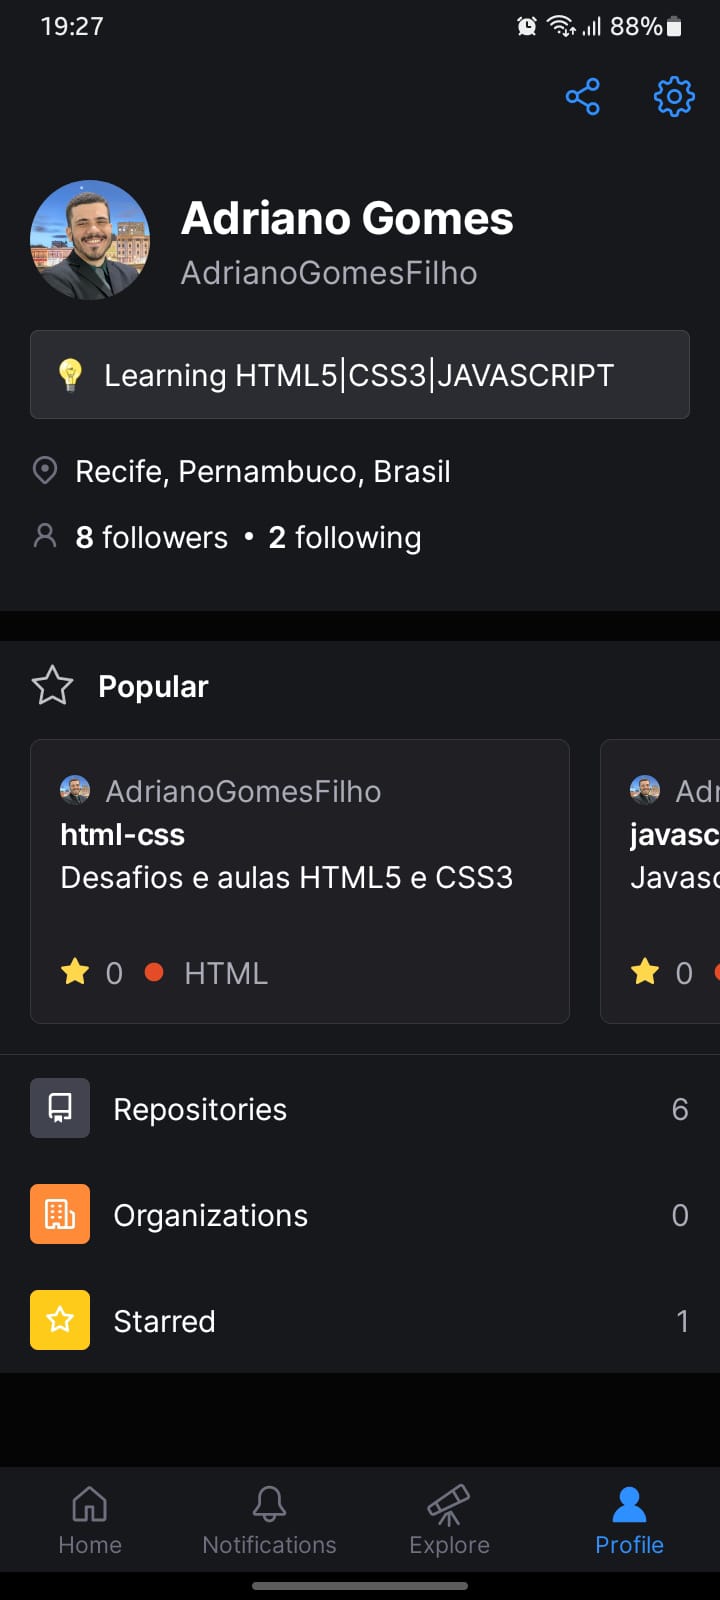 19:27
88%
Adriano Gomes
AdrianoGomesFilho
Learning HTML5|CSS3|JAVASCRIPT
Recife, Pernambuco, Brasil
8 followers • 2 following
Popular
AdrianoGomesFilho
html-css
Desafios e aulas HTML5 e CSS3
0 HTML
Adr
javasc
Javasc
0
Repositories 6
Organizations 0
Starred 1
Home
Notifications
Explore
Profile